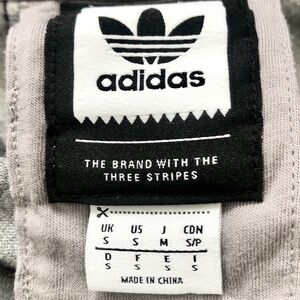 adidas
THE BRAND WITH THE
THREE STRIPES
UK US J CDN
S S M S/P
D F E I
S S S S
MADE IN CHINA